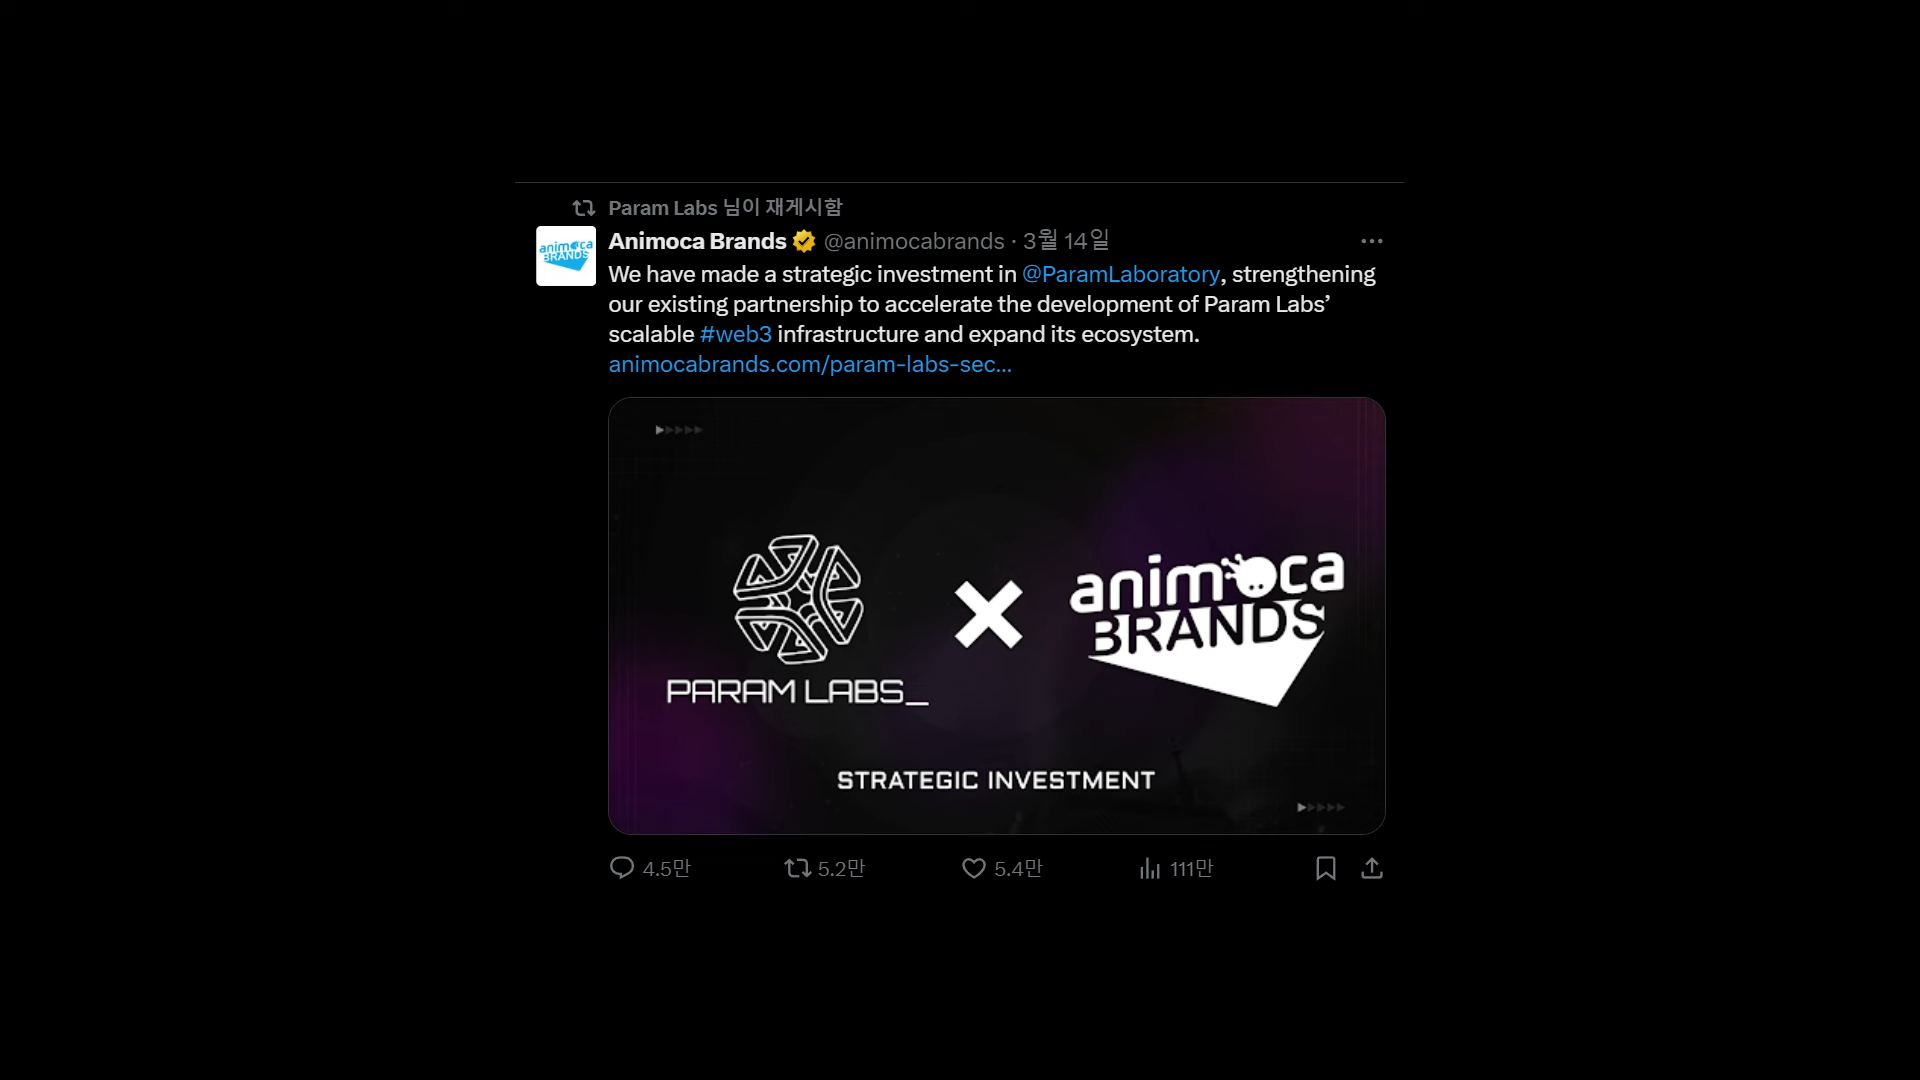 Param Labs 님이 재게시함
animoca
BRANDS
Animoca Brands @animocabrands · 3월 14일
We have made a strategic investment in @ParamLaboratory, strengthening
our existing partnership to accelerate the development of Param Labs’
scalable #web3 infrastructure and expand its ecosystem.
animocabrands.com/param-labs-sec…
PARAM LABS_
animoca
BRANDS
STRATEGIC INVESTMENT
4.5만 5.2만 5.4만 111만